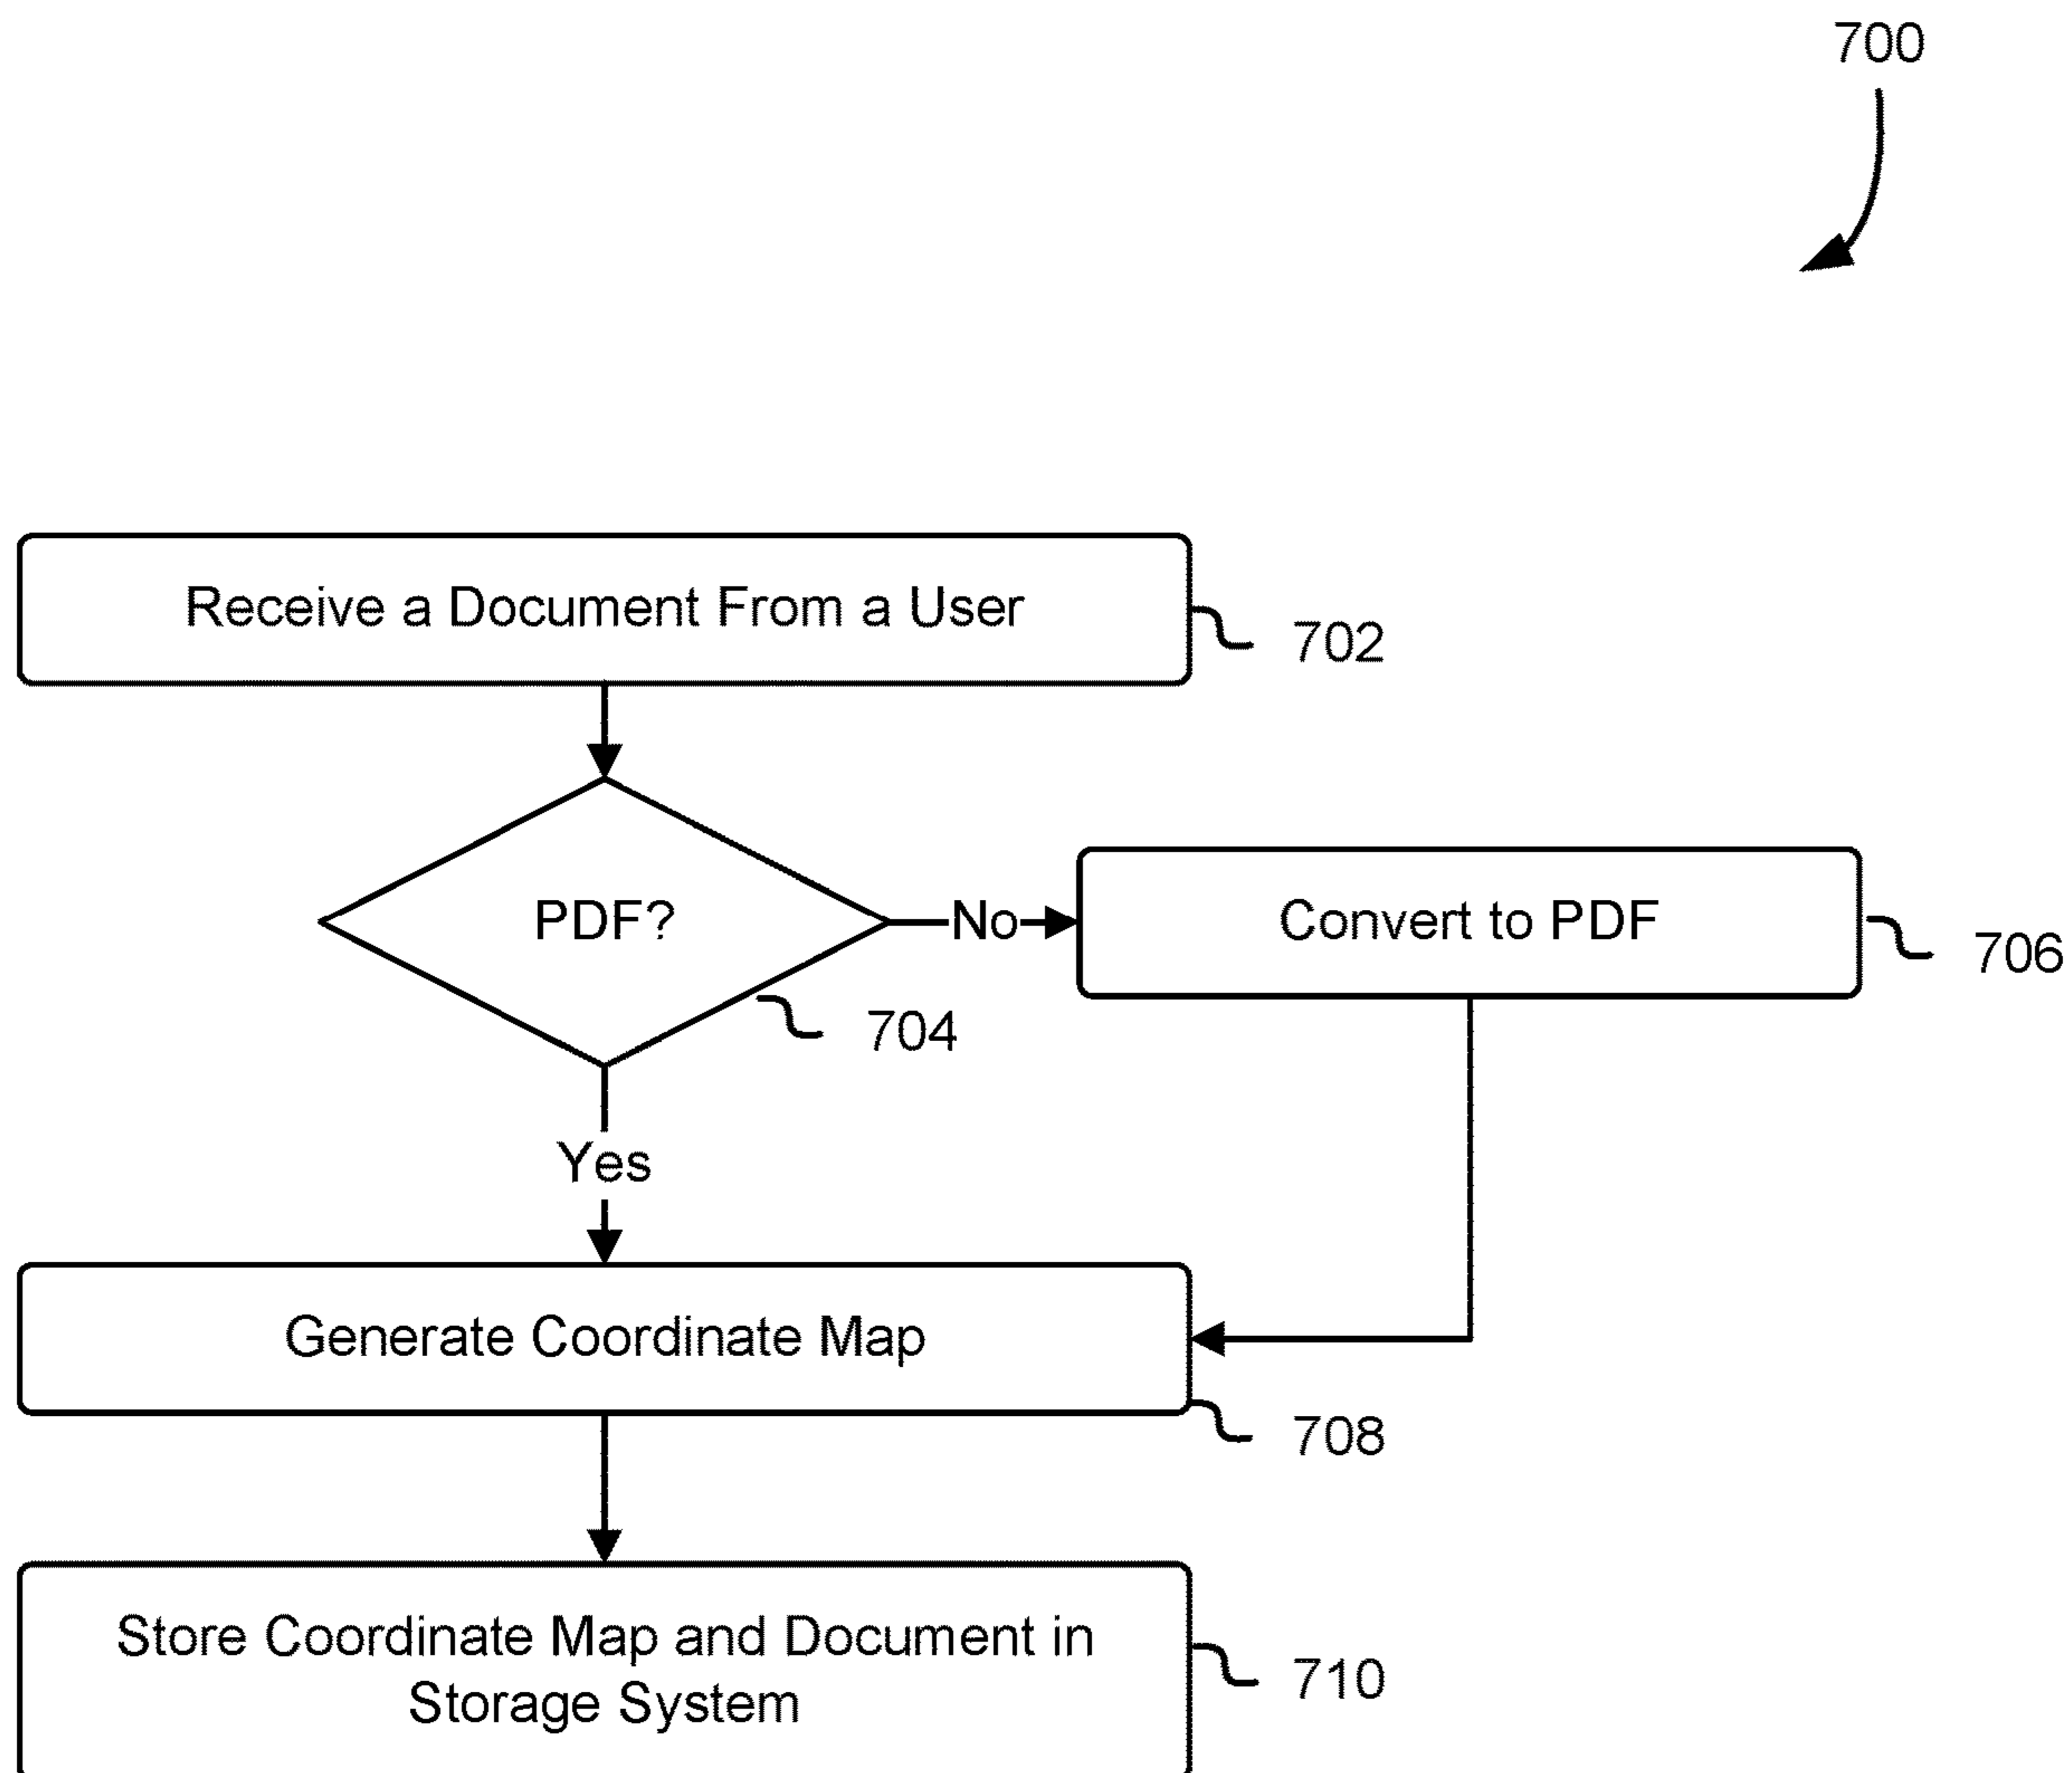 700
Receive a Document From a User
702
PDF?
No
Convert to PDF
706
704
Yes
Generate Coordinate Map
708
Store Coordinate Map and Document in
Storage System
710